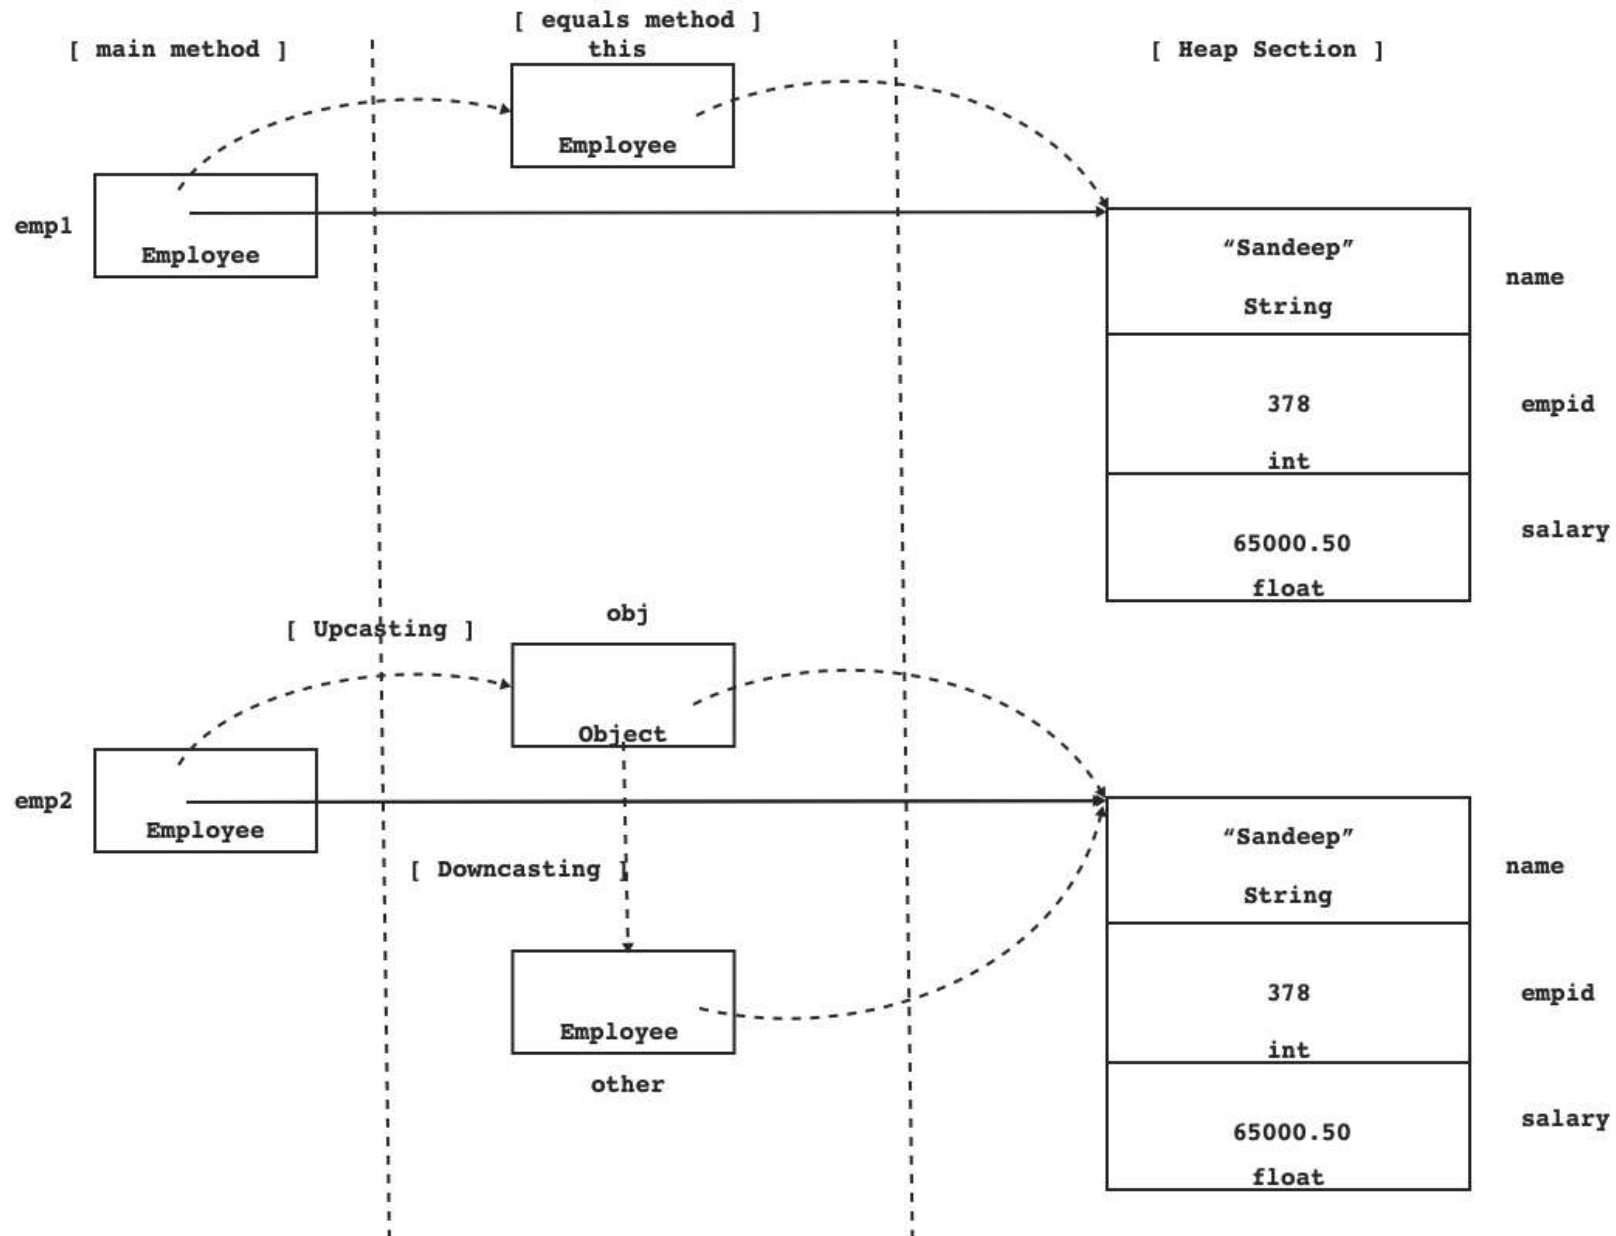 [ equals method ]
[ main method ]
this
[ Heap Section ]
Employee
emp1
Employee
“Sandeep”
String
name
378
int
empid
65000.50
float
salary
[ Upcasting ]
obj
Object
emp2
Employee
[ Downcasting ]
Employee
other
“Sandeep”
String
name
378
int
empid
65000.50
float
salary